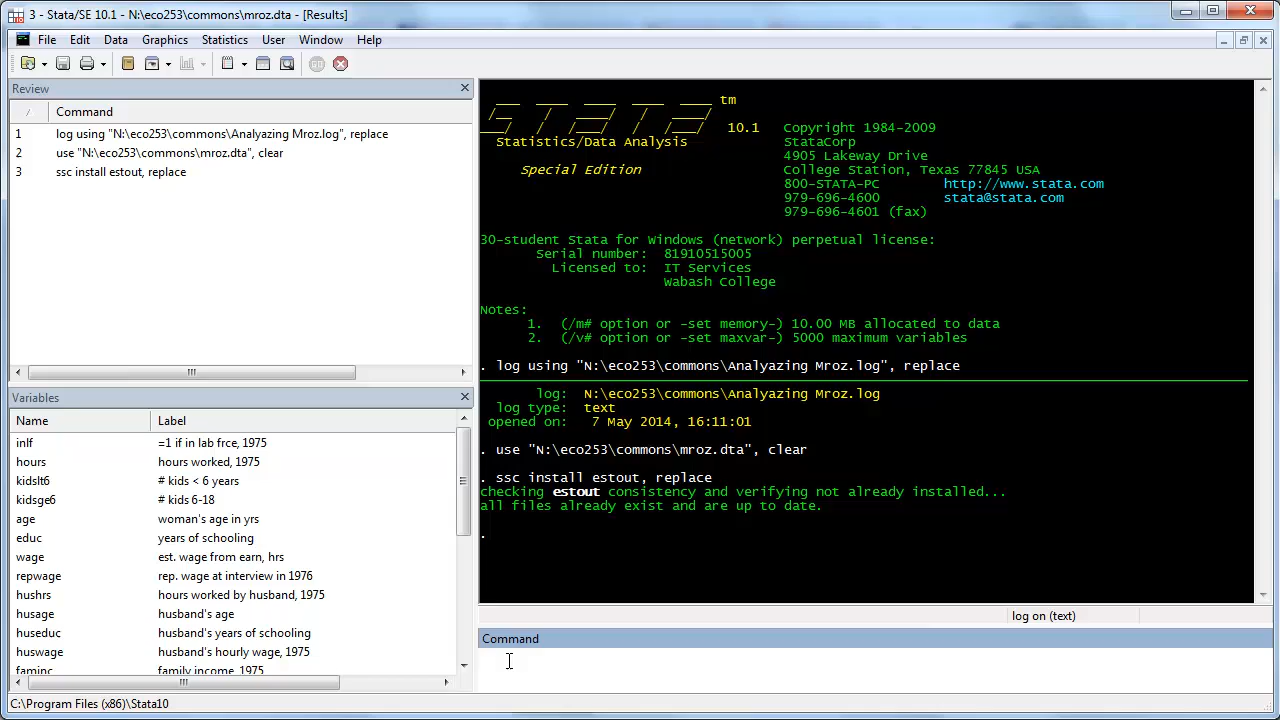 3 - Stata/SE 10.1 - N:\eco253\commons\mroz.dta - [Results]
File Edit Data Graphics Statistics User Window Help
Review
Command
1 log using "N:\eco253\commons\Analyazing Mroz.log", replace
2 use "N:\eco253\commons\mroz.dta", clear
3 ssc install estout, replace
Variables
Name Label
inlf =1 if in lab frce, 1975
hours hours worked, 1975
kidslt6 # kids < 6 years
kidsge6 # kids 6-18
age woman's age in yrs
educ years of schooling
wage est. wage from earn, hrs
repwage rep. wage at interview in 1976
hushrs hours worked by husband, 1975
husage husband's age
huseduc husband's years of schooling
huswage husband's hourly wage, 1975
faminc family income, 1975
tm
10.1 Copyright 1984-2009
Statistics/Data Analysis StataCorp
4905 Lakeway Drive
Special Edition College Station, Texas 77845 USA
800-STATA-PC http://www.stata.com
979-696-4600 stata@stata.com
979-696-4601 (fax)
30-student Stata for Windows (network) perpetual license:
Serial number: 81910515005
Licensed to: IT Services
Wabash College
Notes:
1. (/m# option or -set memory-) 10.00 MB allocated to data
2. (/v# option or -set maxvar-) 5000 maximum variables
. log using "N:\eco253\commons\Analyazing Mroz.log", replace
log: N:\eco253\commons\Analyazing Mroz.log
log type: text
opened on: 7 May 2014, 16:11:01
. use "N:\eco253\commons\mroz.dta", clear
. ssc install estout, replace
checking estout consistency and verifying not already installed...
all files already exist and are up to date.
.
log on (text)
Command
C:\Program Files (x86)\Stata10